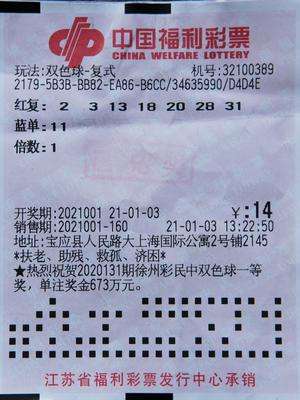 中国福利彩票
CHINA WELFARE LOTTERY
玩法:双色球-复式 机号:32100389
2179-5B3B-BB82-EA86-B6CC/34635990/D4D4E
红复: 2 3 13 18 20 28 31
蓝单:11
倍数:1
开奖期:2021001 21-01-03 ¥:14
销售期:2021001-160 21-01-03 13:22:50
地址:宝应县人民路大上海国际公寓2号铺2145
*扶老、助残、救孤、济困*
★热烈祝贺2020131期徐州彩民中双色球一等
奖，单注奖金673万元。
江苏省福利彩票发行中心承销